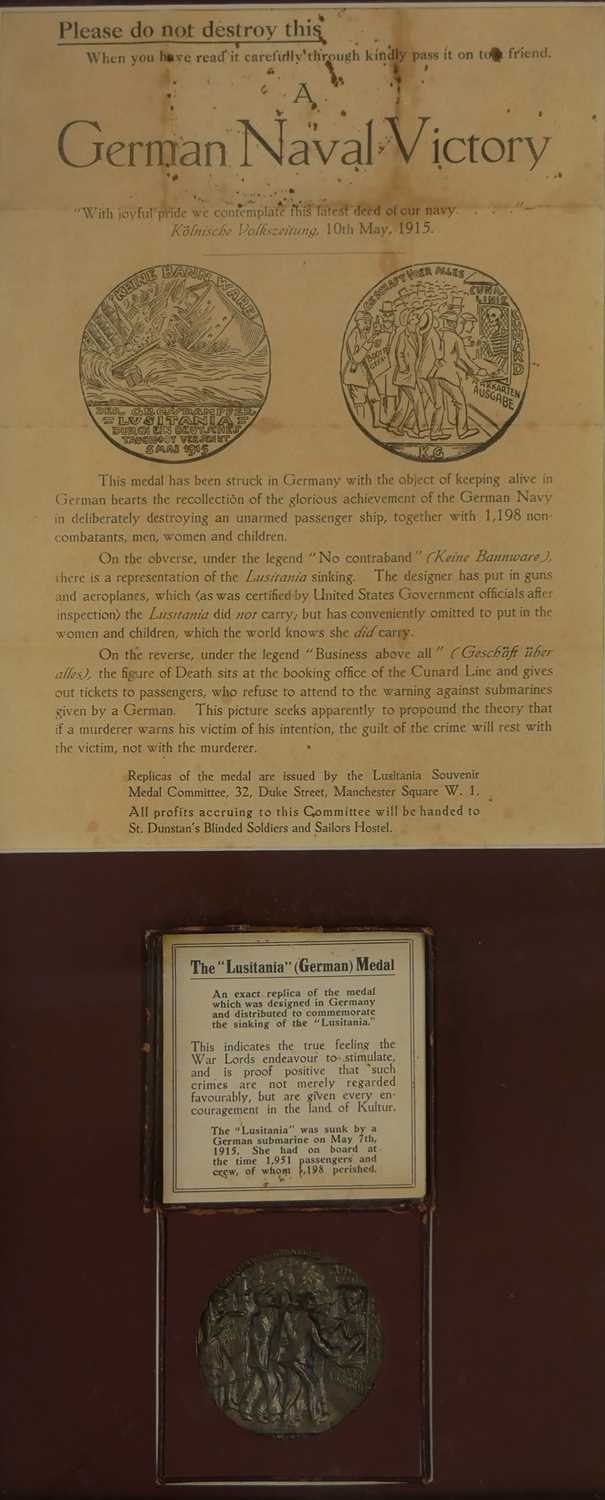 Please do not destroy this
When you have read it carefully through kindly pass it on to a friend.
A
German Naval Victory
"With joyful pride we contemplate this latest deed of our navy. . . . ."—
Kölnische Volkszeitung, 10th May, 1915.
KEINE BANNWARE!
DER GROSSDAMPFER
= LUSITANIA =
DURCH EIN DEUTSCHES
TAUCHBOOT VERSENKT
5 MAI 1915
GESCHÄFT ÜBER ALLES
CUNA
LINIE
CUNARD
FAHRKARTEN
AUSGABE
K.G
This medal has been struck in Germany with the object of keeping alive in
German hearts the recollection of the glorious achievement of the German Navy
in deliberately destroying an unarmed passenger ship, together with 1,198 non-
combatants, men, women and children.
On the obverse, under the legend "No contraband" (Keine Bannware),
there is a representation of the Lusitania sinking. The designer has put in guns
and aeroplanes, which (as was certified by United States Government officials after
inspection) the Lusitania did not carry; but has conveniently omitted to put in the
women and children, which the world knows she did carry.
On the reverse, under the legend "Business above all" (Geschäft über
alles), the figure of Death sits at the booking office of the Cunard Line and gives
out tickets to passengers, who refuse to attend to the warning against submarines
given by a German. This picture seeks apparently to propound the theory that
if a murderer warns his victim of his intention, the guilt of the crime will rest with
the victim, not with the murderer.
Replicas of the medal are issued by the Lusitania Souvenir
Medal Committee, 32, Duke Street, Manchester Square W. 1.
All profits accruing to this Committee will be handed to
St. Dunstan's Blinded Soldiers and Sailors Hostel.
The "Lusitania" (German) Medal
An exact replica of the medal
which was designed in Germany
and distributed to commemorate
the sinking of the "Lusitania."
This indicates the true feeling the
War Lords endeavour to stimulate,
and is proof positive that such
crimes are not merely regarded
favourably, but are given every en-
couragement in the land of Kultur.
The "Lusitania" was sunk by a
German submarine on May 7th,
1915. She had on board at
the time 1,951 passengers and
crew, of whom 1,198 perished.